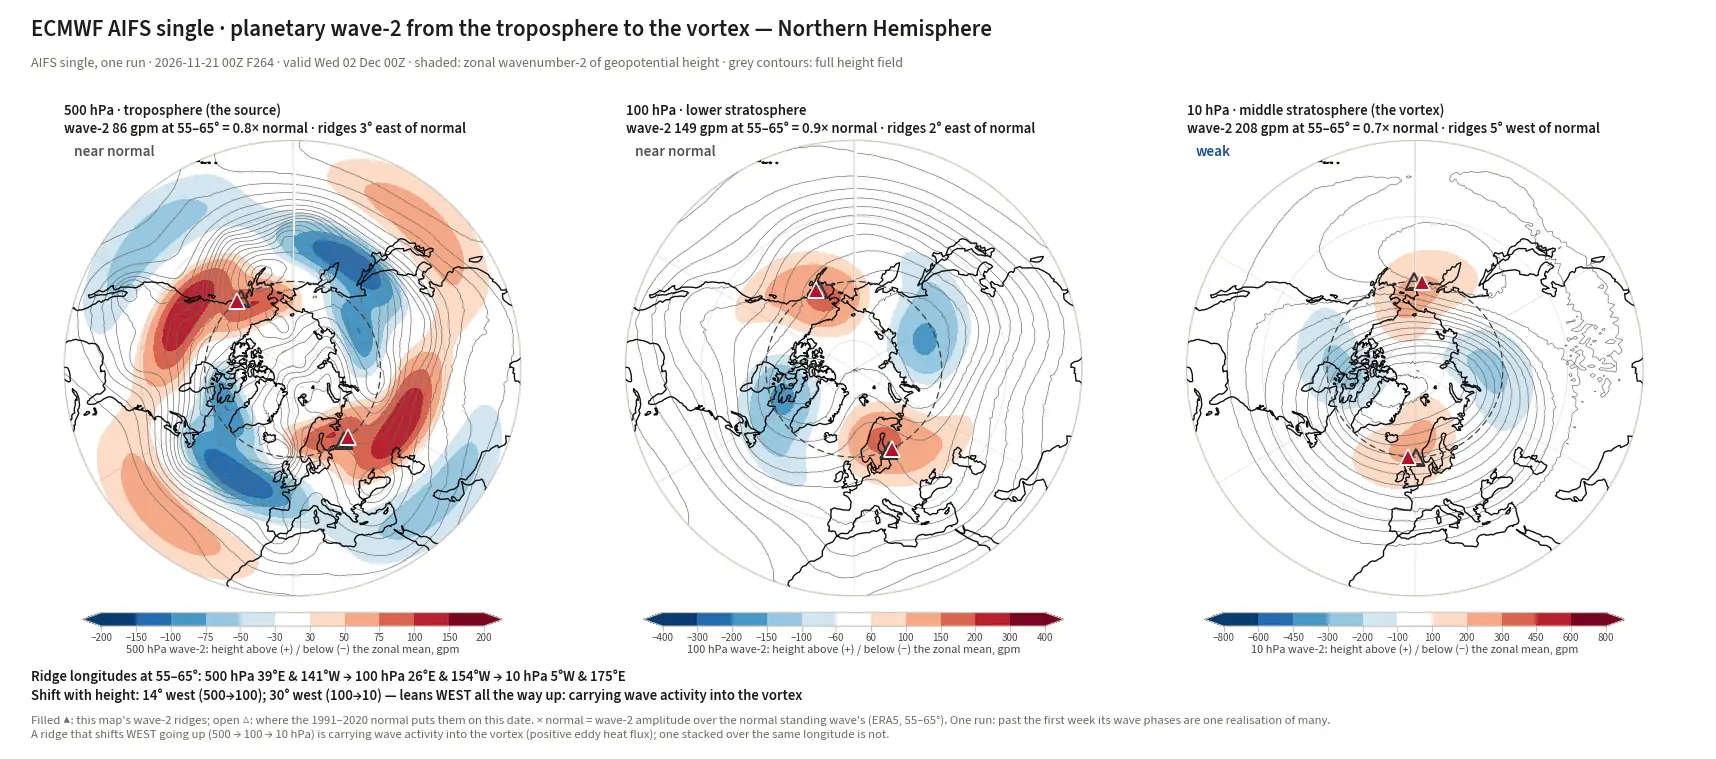 ECMWF AIFS single · planetary wave-2 from the troposphere to the vortex — Northern Hemisphere
AIFS single, one run · 2026-11-21 00Z F264 · valid Wed 02 Dec 00Z · shaded: zonal wavenumber-2 of geopotential height · grey contours: full height field
500 hPa · troposphere (the source)
wave-2 86 gpm at 55–65° = 0.8× normal · ridges 3° east of normal
near normal
100 hPa · lower stratosphere
wave-2 149 gpm at 55–65° = 0.9× normal · ridges 2° east of normal
near normal
10 hPa · middle stratosphere (the vortex)
wave-2 208 gpm at 55–65° = 0.7× normal · ridges 5° west of normal
weak
−200 −150 −100 −75 −50 −30 30 50 75 100 150 200
500 hPa wave-2: height above (+) / below (−) the zonal mean, gpm
−400 −300 −200 −150 −100 −60 60 100 150 200 300 400
100 hPa wave-2: height above (+) / below (−) the zonal mean, gpm
−800 −600 −450 −300 −200 −100 100 200 300 450 600 800
10 hPa wave-2: height above (+) / below (−) the zonal mean, gpm
Ridge longitudes at 55–65°: 500 hPa 39°E & 141°W → 100 hPa 26°E & 154°W → 10 hPa 5°W & 175°E
Shift with height: 14° west (500→100); 30° west (100→10) — leans WEST all the way up: carrying wave activity into the vortex
Filled ▲: this map's wave-2 ridges; open △: where the 1991–2020 normal puts them on this date. × normal = wave-2 amplitude over the normal standing wave's (ERA5, 55–65°). One run: past the first week its wave phases are one realisation of many.
A ridge that shifts WEST going up (500 → 100 → 10 hPa) is carrying wave activity into the vortex (positive eddy heat flux); one stacked over the same longitude is not.